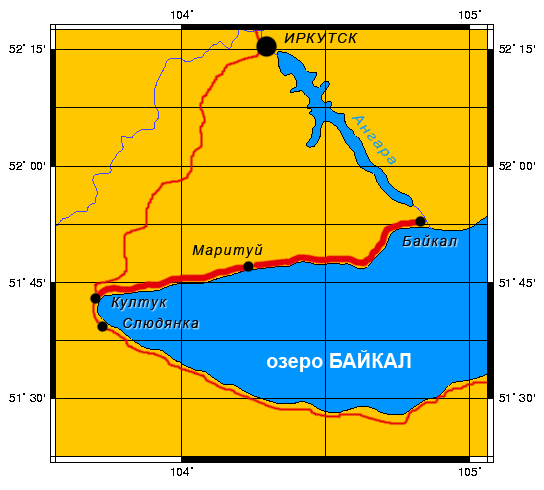 104˚ 105˚
ИРКУТСК
52˚ 15' 52˚ 15'
Ангара
52˚ 00' 52˚ 00'
Маритуй
Байкал
51˚ 45' 51˚ 45'
Култук
Слюдянка
озеро БАЙКАЛ
51˚ 30' 51˚ 30'
104˚ 105˚